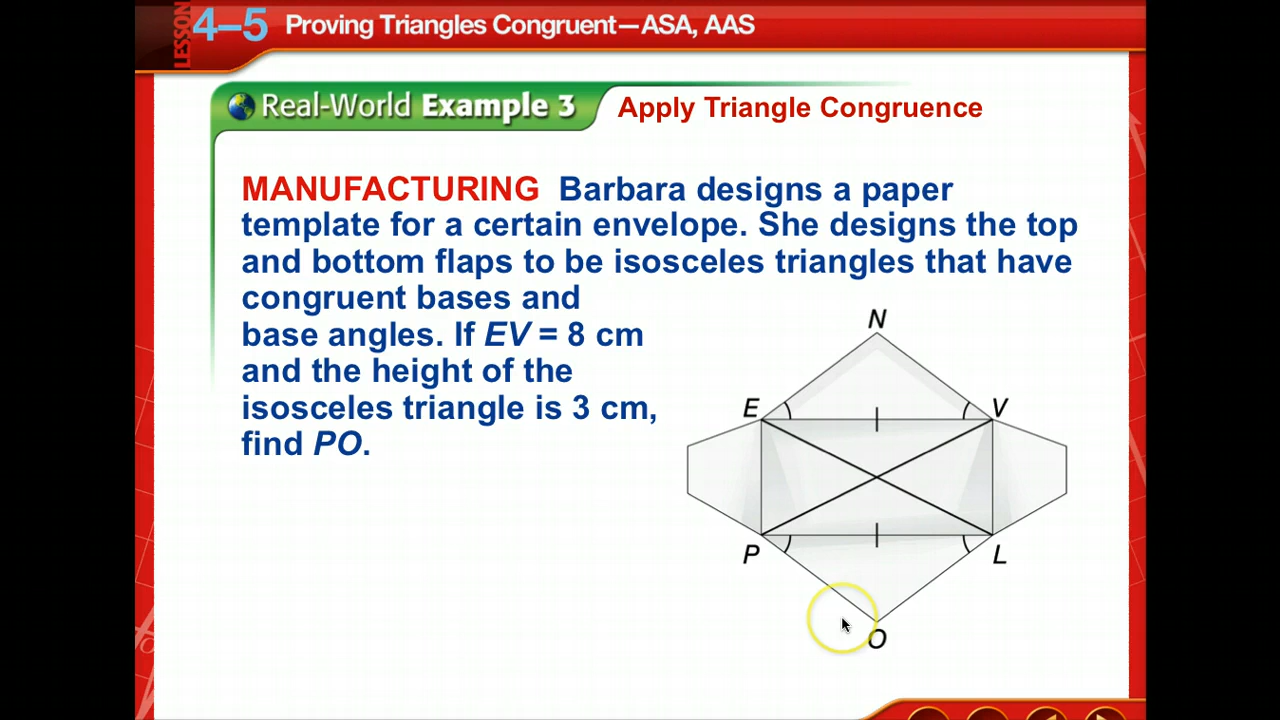 LESSON 4–5 Proving Triangles Congruent—ASA, AAS
Real-World Example 3 Apply Triangle Congruence
MANUFACTURING Barbara designs a paper
template for a certain envelope. She designs the top
and bottom flaps to be isosceles triangles that have
congruent bases and
base angles. If EV = 8 cm
and the height of the
isosceles triangle is 3 cm,
find PO.
N
E V
P L
O